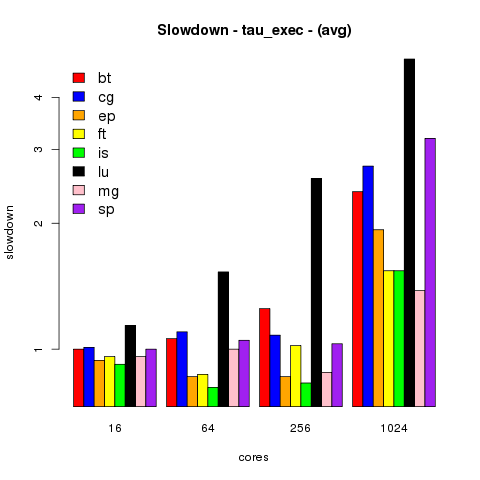 Slowdown - tau_exec - (avg)
bt
cg
ep
ft
is
lu
mg
sp
4
3
2
1
slowdown
16 64 256 1024
cores